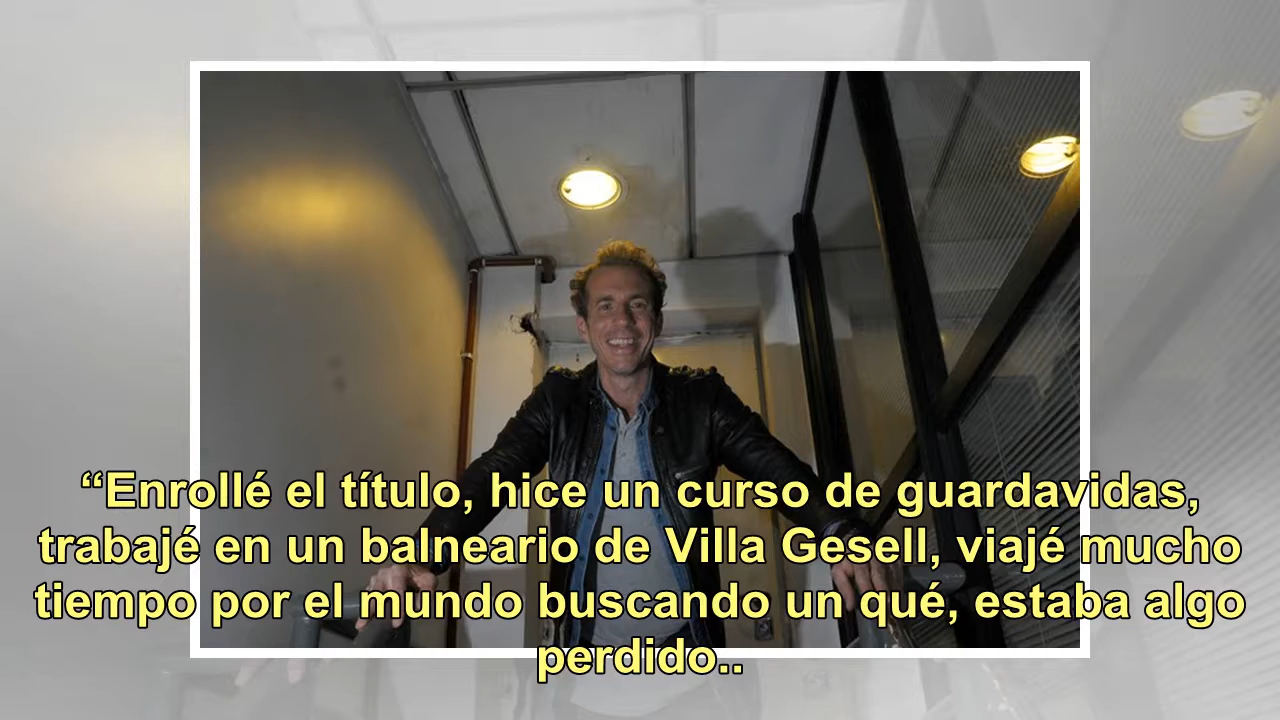 “Enrollé el título, hice un curso de guardavidas,
trabajé en un balneario de Villa Gesell, viajé mucho
tiempo por el mundo buscando un qué, estaba algo
perdido..